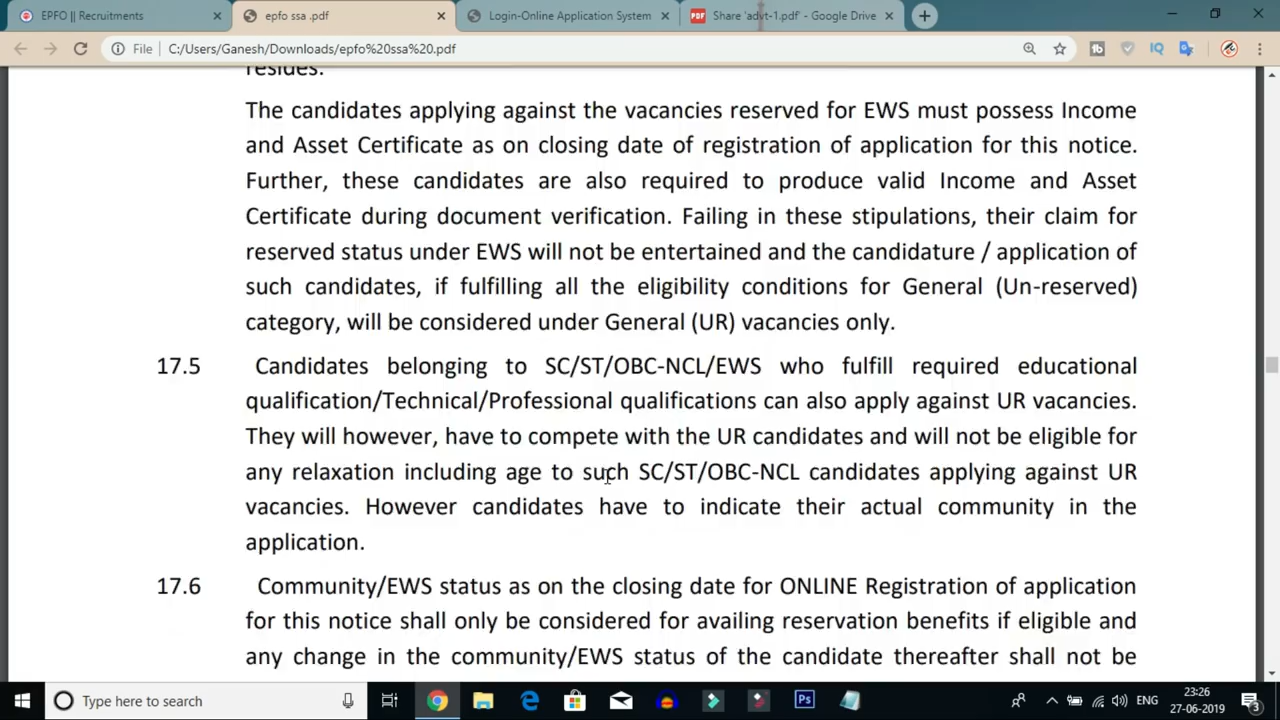 EPFO || Recruitments
epfo ssa .pdf
Login-Online Application System
PDF
Share 'advt-1.pdf' - Google Drive
File
C:/Users/Ganesh/Downloads/epfo%20ssa%20.pdf
resides.
The candidates applying against the vacancies reserved for EWS must possess Income
and Asset Certificate as on closing date of registration of application for this notice.
Further, these candidates are also required to produce valid Income and Asset
Certificate during document verification. Failing in these stipulations, their claim for
reserved status under EWS will not be entertained and the candidature / application of
such candidates, if fulfilling all the eligibility conditions for General (Un-reserved)
category, will be considered under General (UR) vacancies only.
17.5 Candidates belonging to SC/ST/OBC-NCL/EWS who fulfill required educational
qualification/Technical/Professional qualifications can also apply against UR vacancies.
They will however, have to compete with the UR candidates and will not be eligible for
any relaxation including age to such SC/ST/OBC-NCL candidates applying against UR
vacancies. However candidates have to indicate their actual community in the
application.
17.6 Community/EWS status as on the closing date for ONLINE Registration of application
for this notice shall only be considered for availing reservation benefits if eligible and
any change in the community/EWS status of the candidate thereafter shall not be
Type here to search
Ps
ENG
23:26
27-06-2019
3